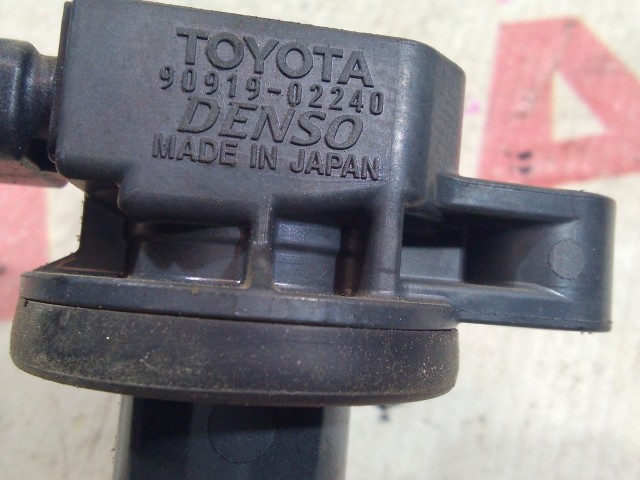 TOYOTA
90919-02240
DENSO
MADE IN JAPAN